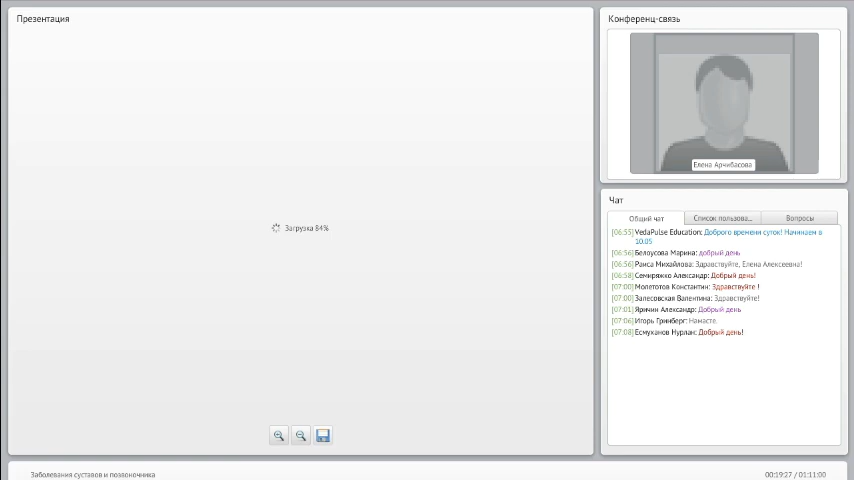 Презентация
Загрузка 84%
Конференц-связь
Елена Арчибасова
Чат
Общий чат
Список пользова...
Вопросы
[06:55] VedaPulse Education: Доброго времени суток! Начинаем в
10:05
[06:56] Белоусова Марина: добрый день
[06:56] Раиса Михайлова: Здравствуйте, Елена Алексеевна!
[06:58] Семиряжко Александр: Добрый день!
[07:00] Молетотов Константин: Здравствуйте !
[07:00] Залесовская Валентина: Здравствуйте!
[07:01] Яричин Александр: Добрый день
[07:06] Игорь Гринберг: Намасте.
[07:08] Есмуханов Нурлан: Добрый день!
Заболевания суставов и позвоночника
00:19:27 / 01:11:00